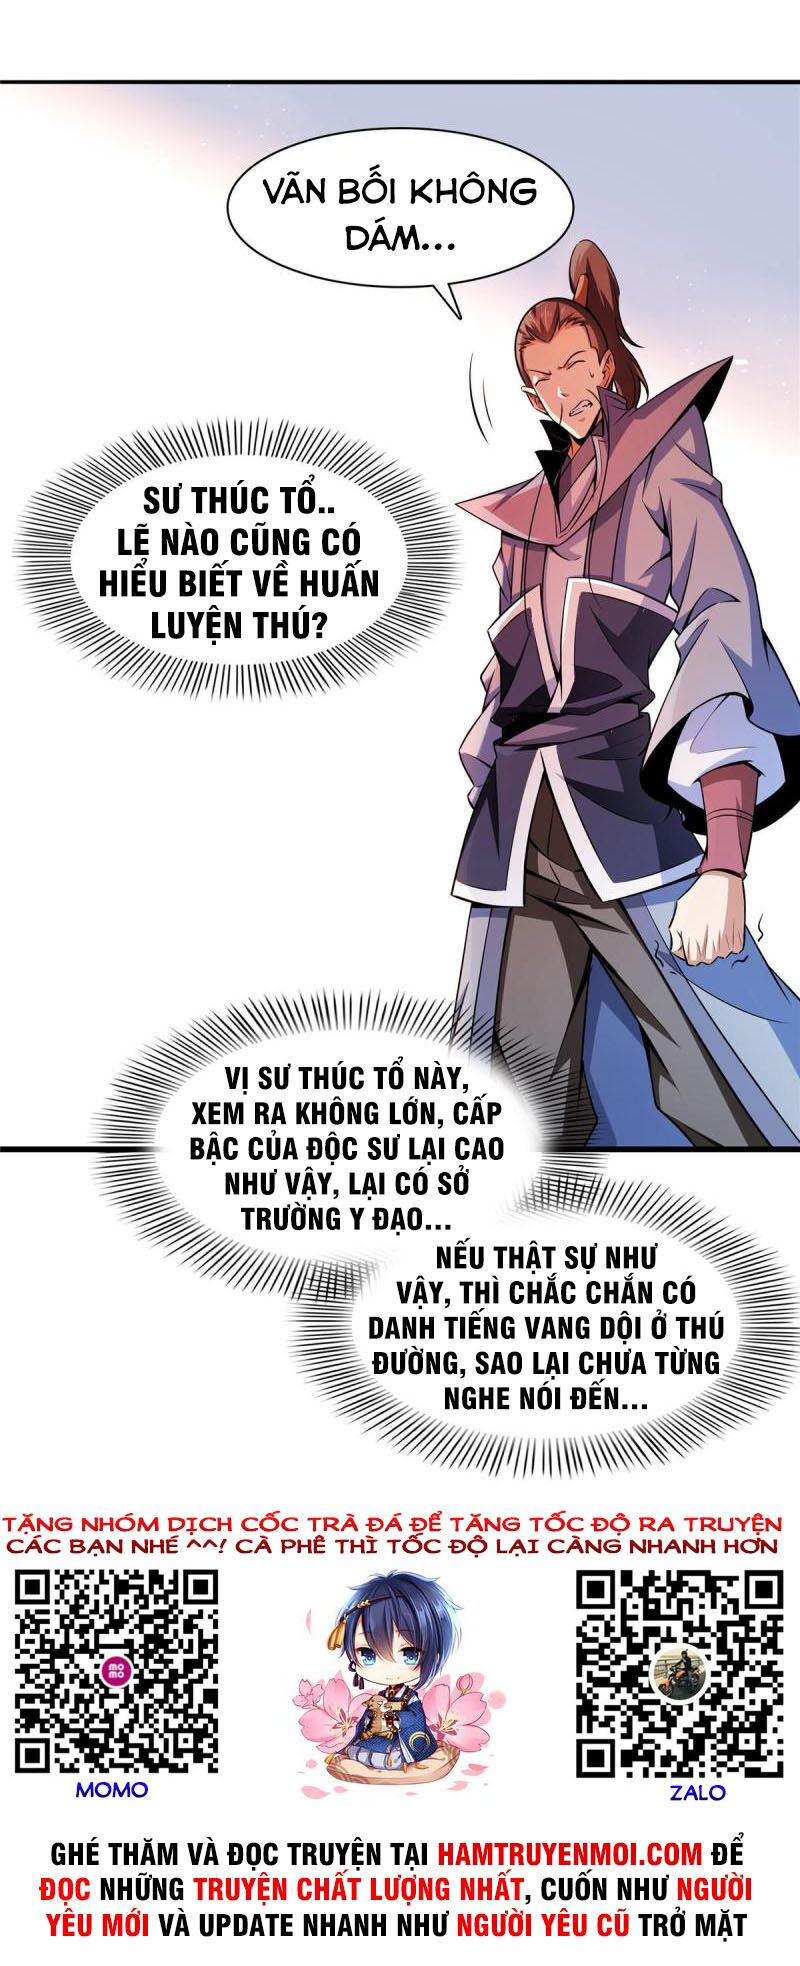 VÃN BỐI KHÔNG
DÁM...
SƯ THÚC TỔ..
LẼ NÀO CŨNG CÓ
HIỂU BIẾT VỀ HUẤN
LUYỆN THÚ?
VỊ SƯ THÚC TỔ NÀY,
XEM RA KHÔNG LỚN, CẤP
BẬC CỦA ĐỘC SƯ LẠI CAO
NHƯ VẬY, LẠI CÓ SỞ
TRƯỜNG Y ĐẠO...
NẾU THẬT SỰ NHƯ
VẬY, THÌ CHẮC CHẮN CÓ
DANH TIẾNG VANG DỘI Ở THÚ
ĐƯỜNG, SAO LẠI CHƯA TỪNG
NGHE NÓI ĐẾN...
TẶNG NHÓM DỊCH CỐC TRÀ ĐÁ ĐỂ TĂNG TỐC ĐỘ RA TRUYỆN
CÁC BẠN NHÉ ^^! CÀ PHÊ THÌ TỐC ĐỘ LẠI CÀNG NHANH HƠN
mo
mo
MOMO
ZALO
GHÉ THĂM VÀ ĐỌC TRUYỆN TẠI HAMTRUYENMOI.COM ĐỂ
ĐỌC NHỮNG TRUYỆN CHẤT LƯỢNG NHẤT, CUỐN NHƯ NGƯỜI
YÊU MỚI VÀ UPDATE NHANH NHƯ NGƯỜI YÊU CŨ TRỞ MẶT